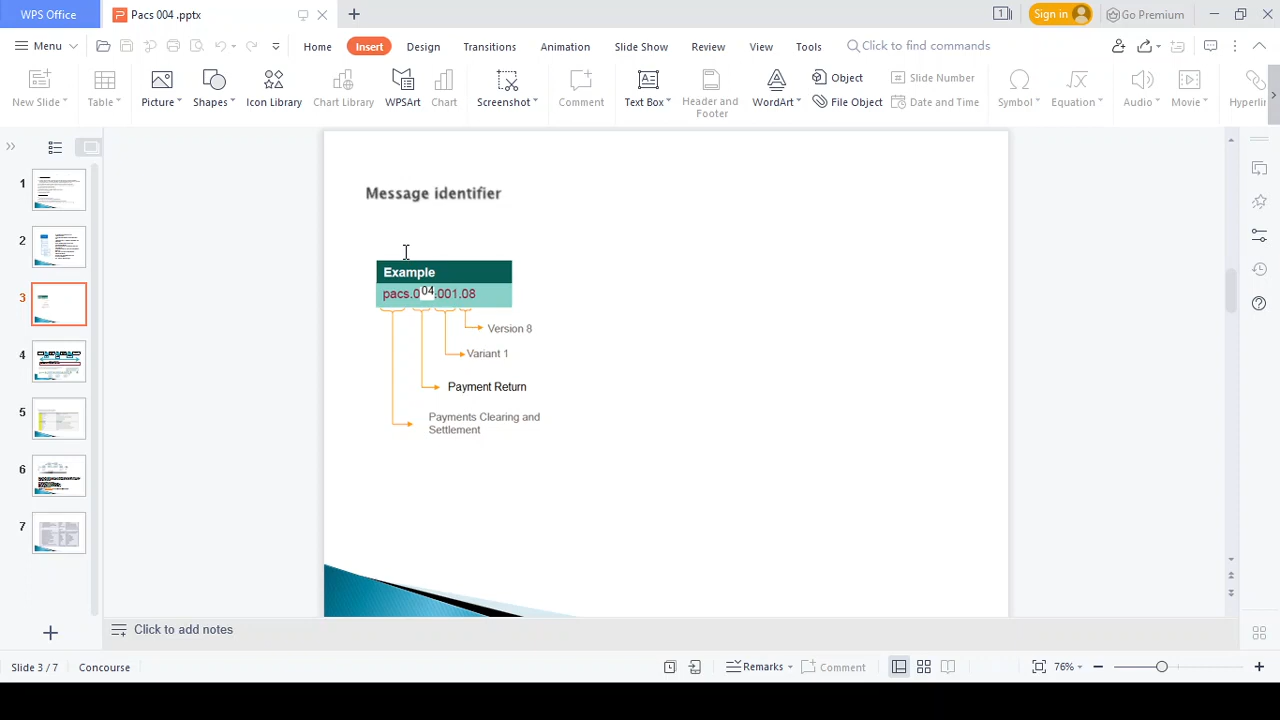 WPS Office
Pacs 004 .pptx
Sign in
Go Premium
Menu
Home
Insert
Design
Transitions
Animation
Slide Show
Review
View
Tools
Click to find commands
New Slide
Table
Picture
Shapes
Icon Library
Chart Library
WPSArt
Chart
Screenshot
Comment
Text Box
Header and
Footer
WordArt
Object
File Object
Slide Number
Date and Time
Symbol
Equation
Audio
Movie
Hyperlin
1
2
3
4
5
6
7
Message identifier
Example
pacs.004.001.08
Version 8
Variant 1
Payment Return
Payments Clearing and
Settlement
Click to add notes
Slide 3 / 7
Concourse
Remarks
Comment
76%